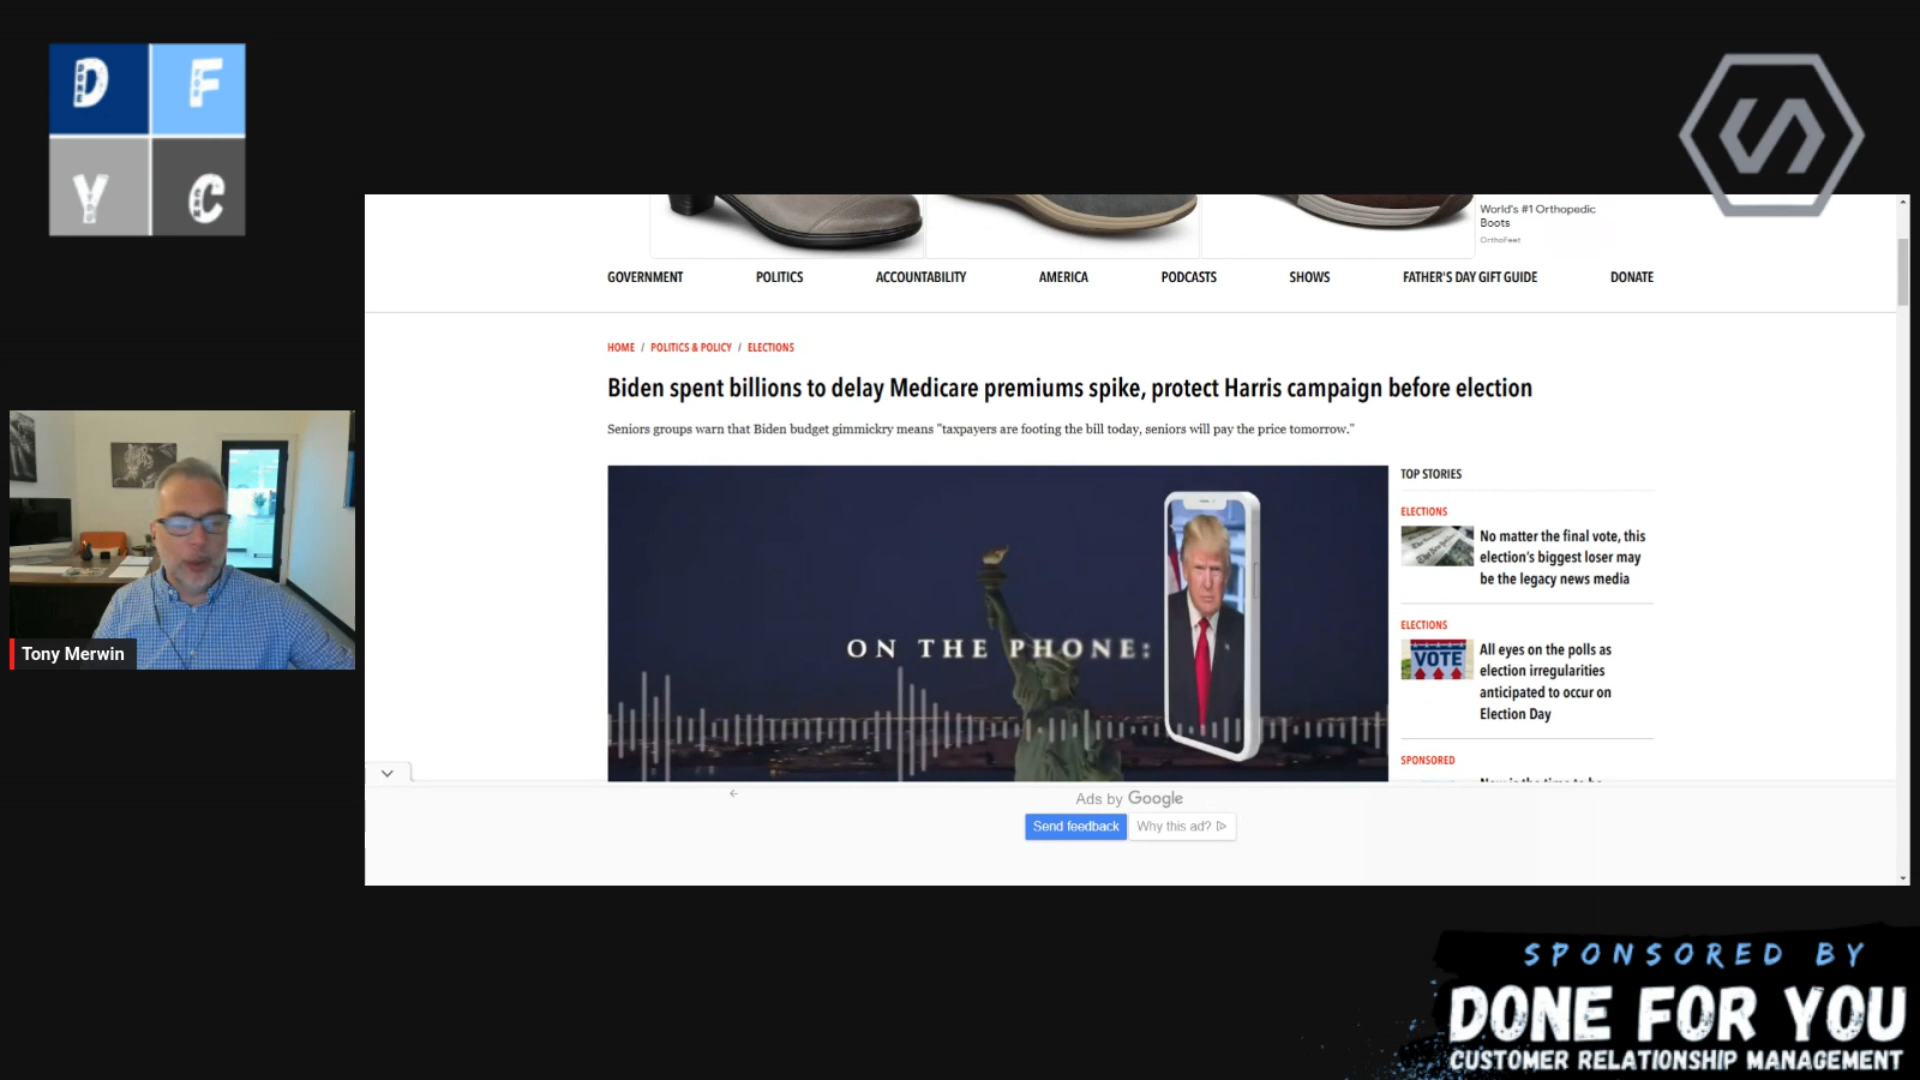 D F
Y C
World's #1 Orthopedic
Boots
OrthoFeet
GOVERNMENT POLITICS ACCOUNTABILITY AMERICA PODCASTS SHOWS FATHER'S DAY GIFT GUIDE DONATE
HOME / POLITICS & POLICY / ELECTIONS
Biden spent billions to delay Medicare premiums spike, protect Harris campaign before election
Seniors groups warn that Biden budget gimmickry means "taxpayers are footing the bill today, seniors will pay the price tomorrow."
ON THE PHONE:
TOP STORIES
ELECTIONS
No matter the final vote, this
election's biggest loser may
be the legacy news media
ELECTIONS
VOTE
All eyes on the polls as
election irregularities
anticipated to occur on
Election Day
SPONSORED
Tony Merwin
Ads by Google
Send feedback
Why this ad?
SPONSORED BY
DONE FOR YOU
CUSTOMER RELATIONSHIP MANAGEMENT